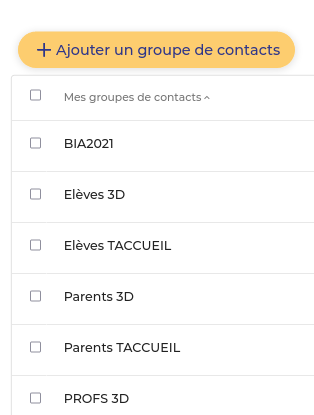 + Ajouter un groupe de contacts
Mes groupes de contacts
BIA2021
Elèves 3D
Elèves TACCUEIL
Parents 3D
Parents TACCUEIL
PROFS 3D